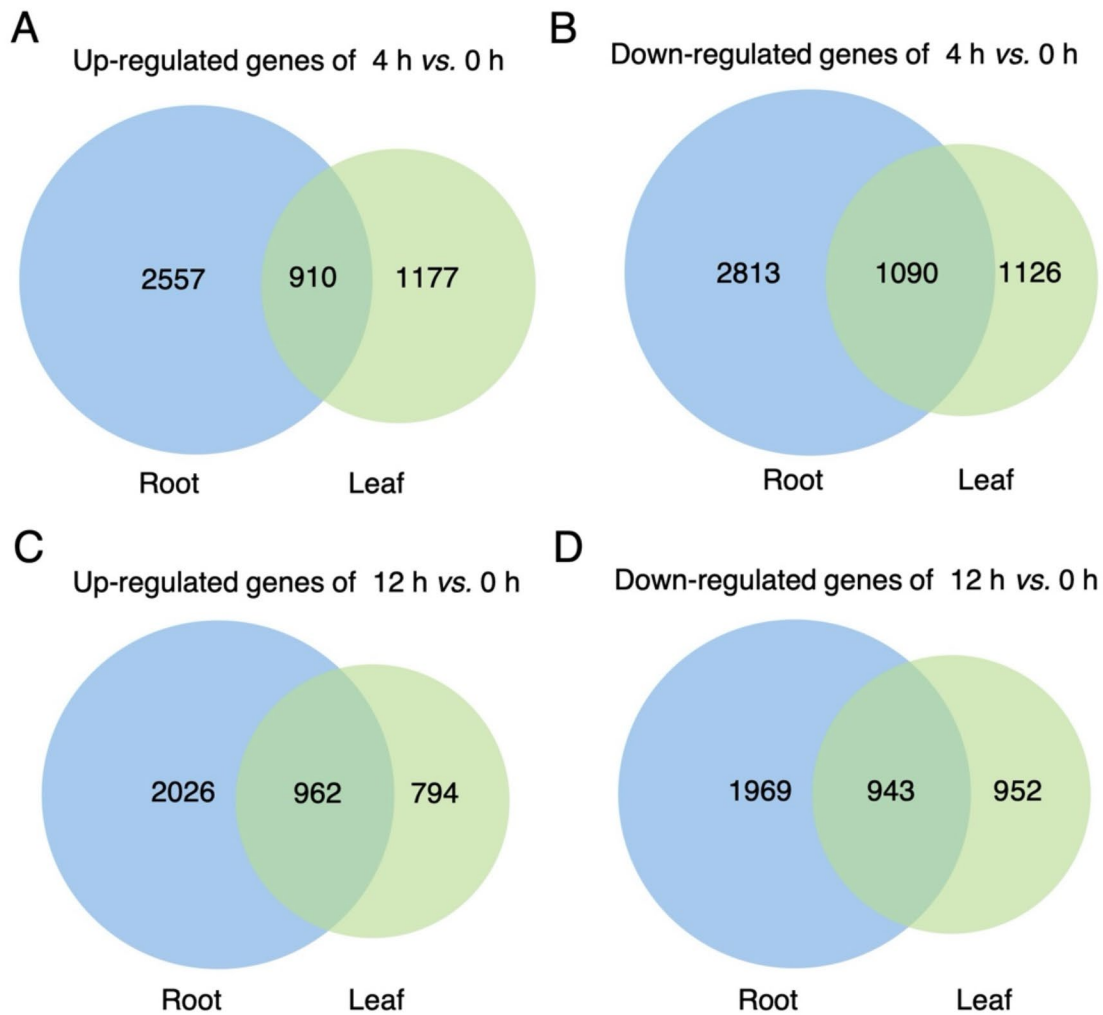 A
Up-regulated genes of 4 h vs. 0 h
2557
910
1177
Root
Leaf
B
Down-regulated genes of 4 h vs. 0 h
2813
1090
1126
Root
Leaf
C
Up-regulated genes of 12 h vs. 0 h
2026
962
794
Root
Leaf
D
Down-regulated genes of 12 h vs. 0 h
1969
943
952
Root
Leaf